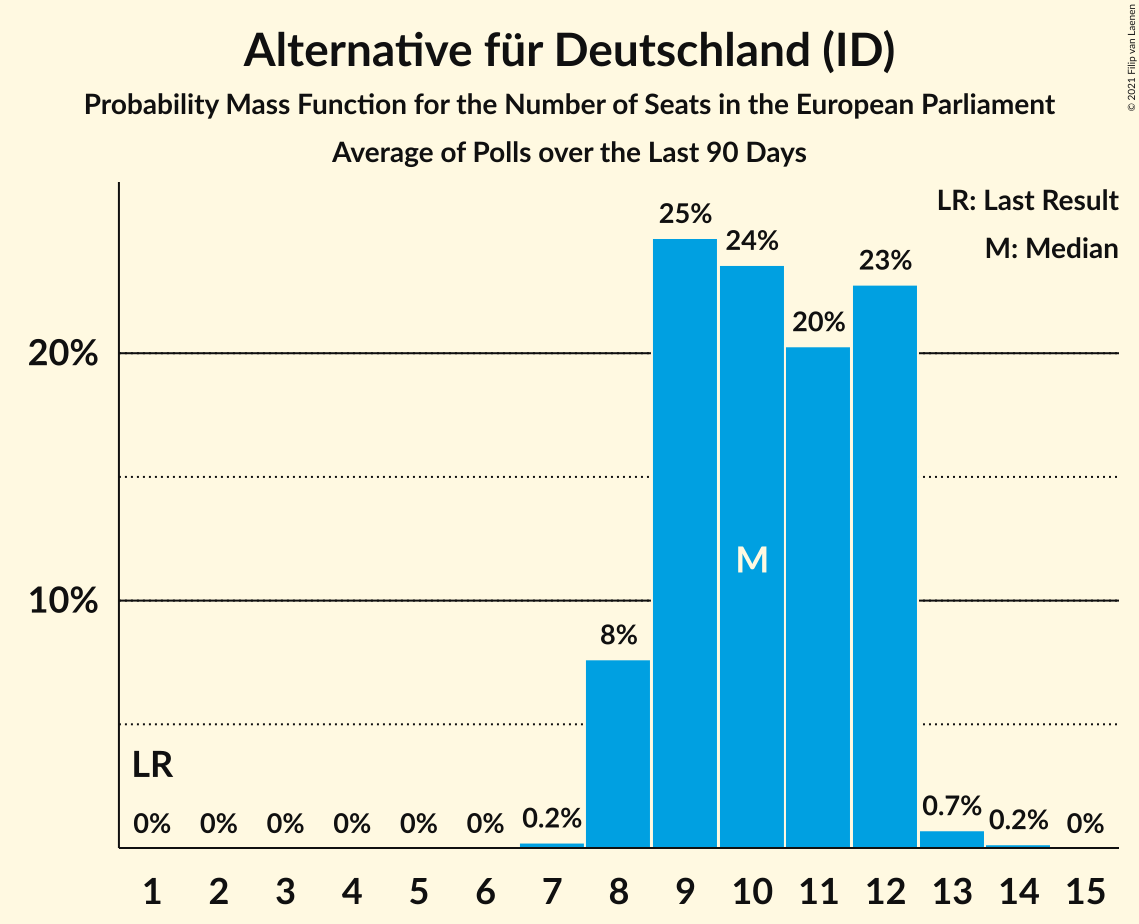 Alternative für Deutschland (ID)
Probability Mass Function for the Number of Seats in the European Parliament
Average of Polls over the Last 90 Days
© 2021 Filip van Laenen
LR: Last Result
M: Median
25%
24%
23%
20%
20%
M
10%
8%
LR
0%
0%
0%
0%
0%
0%
0.2%
0.7%
0.2%
0%
1 2 3 4 5 6 7 8 9 10 11 12 13 14 15